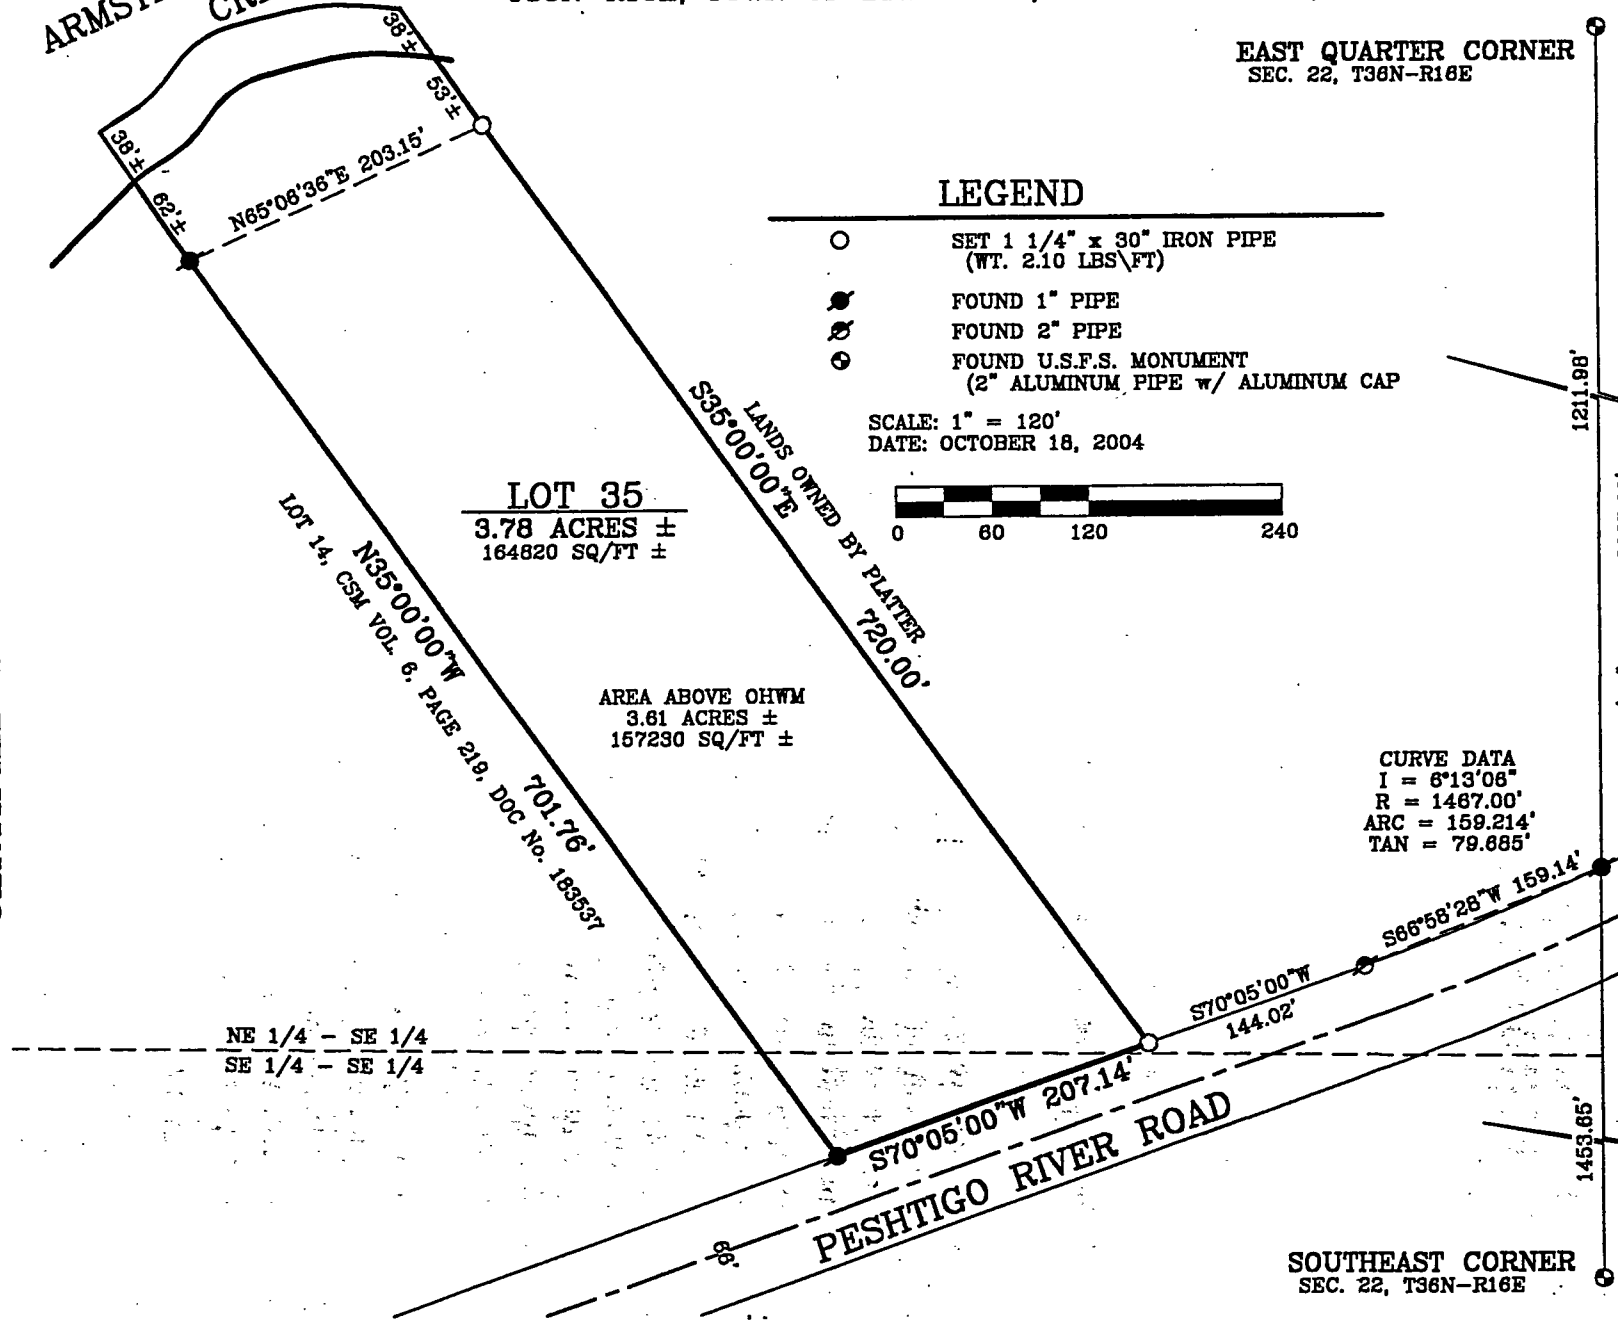 EAST QUARTER CORNER
SEC. 22, T36N-R16E
38'±
53'±
38'±
62'±
N65°08'36"E 203.15'
LEGEND
SET 1 1/4" x 30" IRON PIPE
(WT. 2.10 LBS\FT)
FOUND 1" PIPE
FOUND 2" PIPE
FOUND U.S.F.S. MONUMENT
(2" ALUMINUM PIPE w/ ALUMINUM CAP
SCALE: 1" = 120'
DATE: OCTOBER 18, 2004
0 60 120 240
1211.98'
S35°00'00"E 720.00'
LANDS OWNED BY PLATTER
LOT 35
3.78 ACRES ±
164820 SQ/FT ±
N35°00'00"W 701.76'
LOT 14, CSM VOL. 6, PAGE 219, DOC No. 183537
AREA ABOVE OHWM
3.61 ACRES ±
157230 SQ/FT ±
CURVE DATA
I = 6°13'06"
R = 1467.00'
ARC = 159.214'
TAN = 79.685'
S66°58'28"W 159.14'
S70°05'00"W
144.02'
NE 1/4 - SE 1/4
SE 1/4 - SE 1/4
S70°05'00"W 207.14'
PESHTIGO RIVER ROAD
66'
1453.65'
SOUTHEAST CORNER
SEC. 22, T36N-R16E